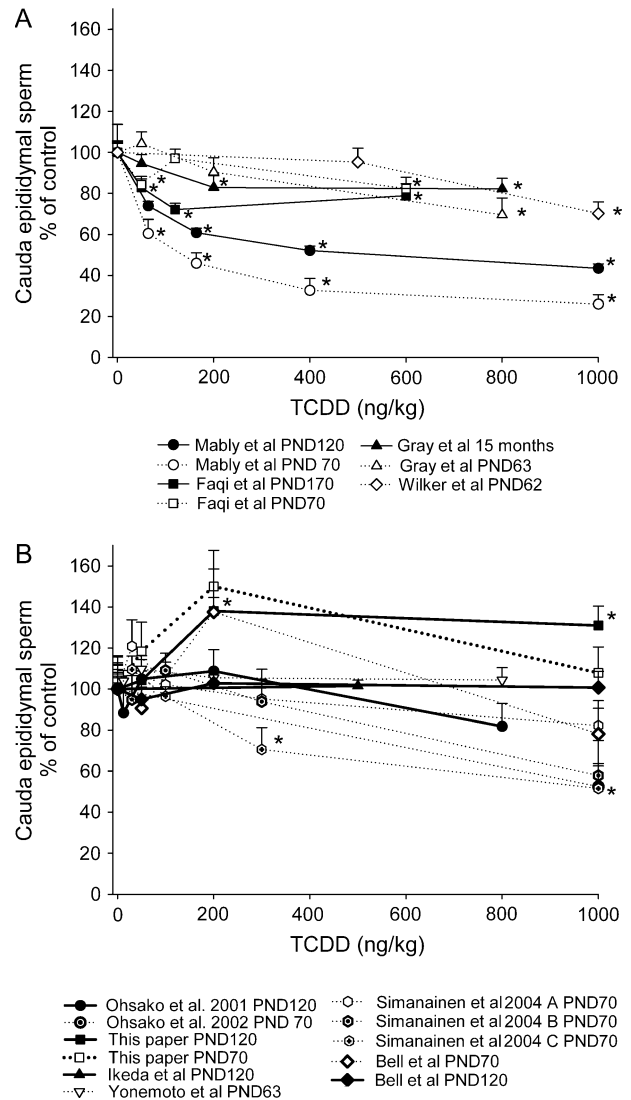 A
Cauda epididymal sperm
% of control
160
140
120
100
80
60
40
20
0
* * * * * * * * * * * * * * *
0 200 400 600 800 1000
TCDD (ng/kg)
Mably et al PND120
Mably et al PND 70
Faqi et al PND170
Faqi et al PND70
Gray et al 15 months
Gray et al PND63
Wilker et al PND62
B
Cauda epididymal sperm
% of control
160
140
120
100
80
60
40
20
0
* * * *
0 200 400 600 800 1000
TCDD (ng/kg)
Ohsako et al. 2001 PND120
Ohsako et al. 2002 PND 70
This paper PND120
This paper PND70
Ikeda et al PND120
Yonemoto et al PND63
Simanainen et al 2004 A PND70
Simanainen et al 2004 B PND70
Simanainen et al 2004 C PND70
Bell et al PND70
Bell et al PND120